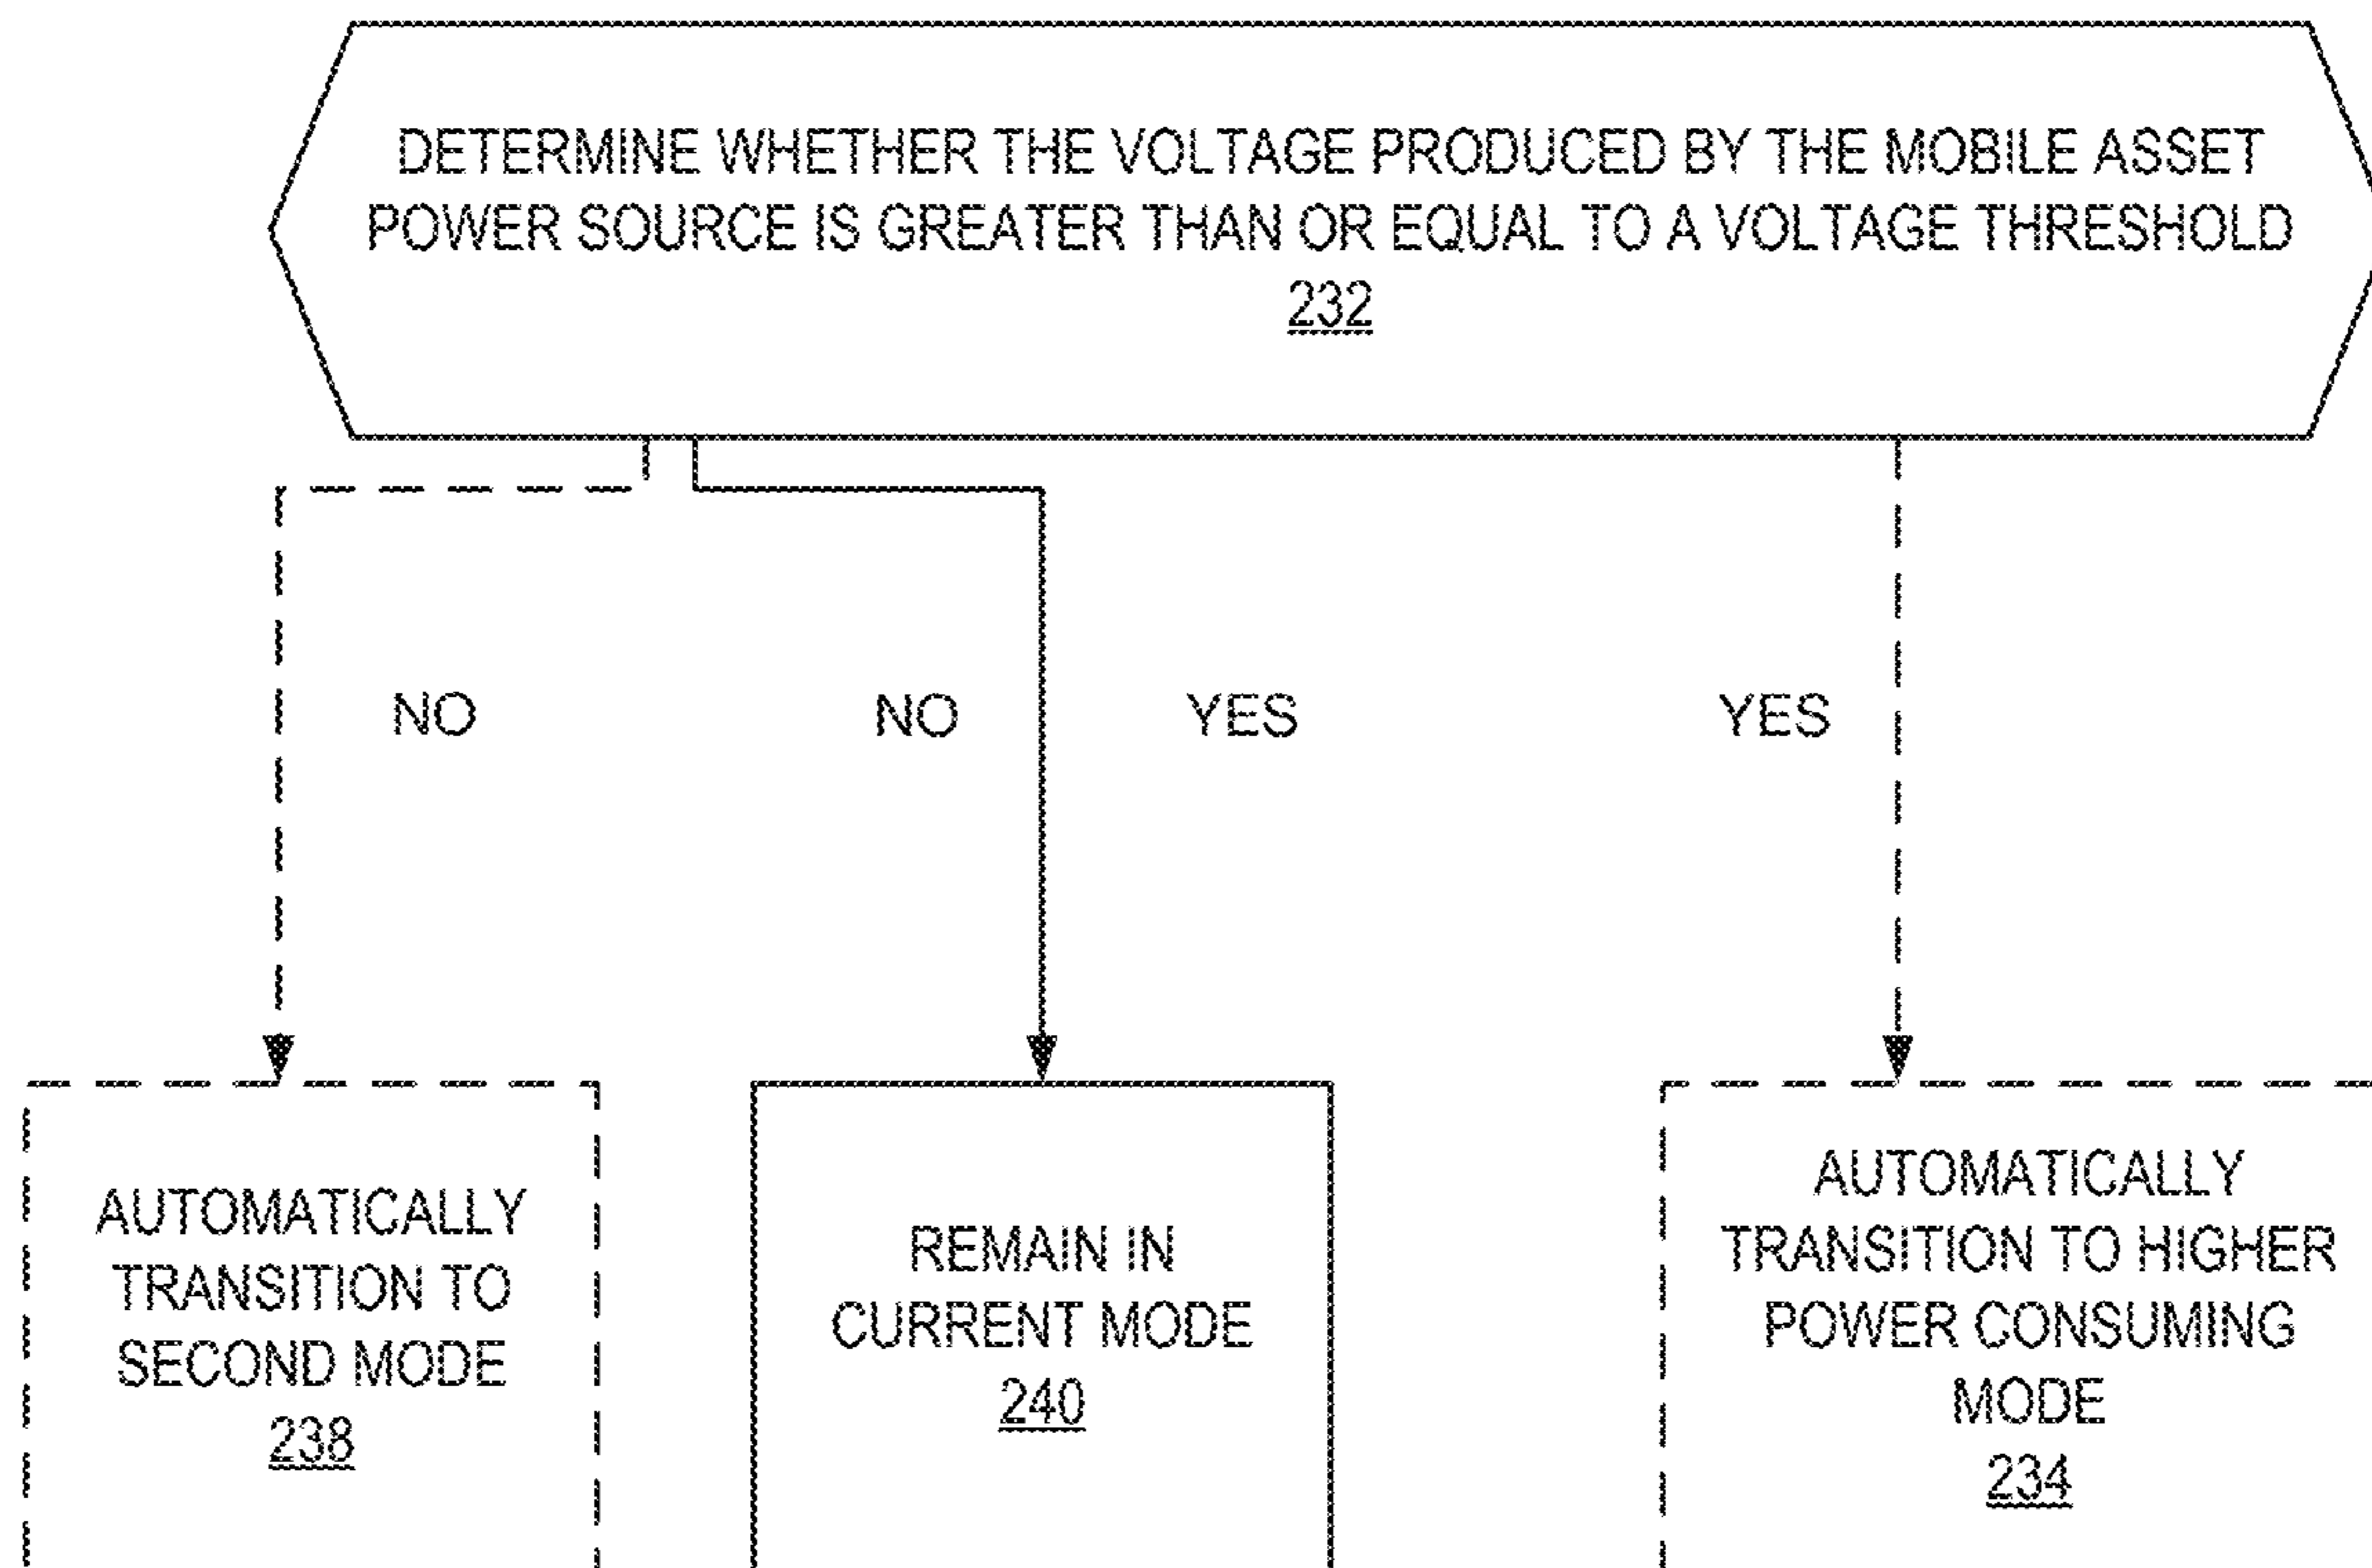 DETERMINE WHETHER THE VOLTAGE PRODUCED BY THE MOBILE ASSET
POWER SOURCE IS GREATER THAN OR EQUAL TO A VOLTAGE THRESHOLD
232
NO
NO
YES
YES
AUTOMATICALLY
TRANSITION TO
SECOND MODE
238
REMAIN IN
CURRENT MODE
240
AUTOMATICALLY
TRANSITION TO HIGHER
POWER CONSUMING
MODE
234